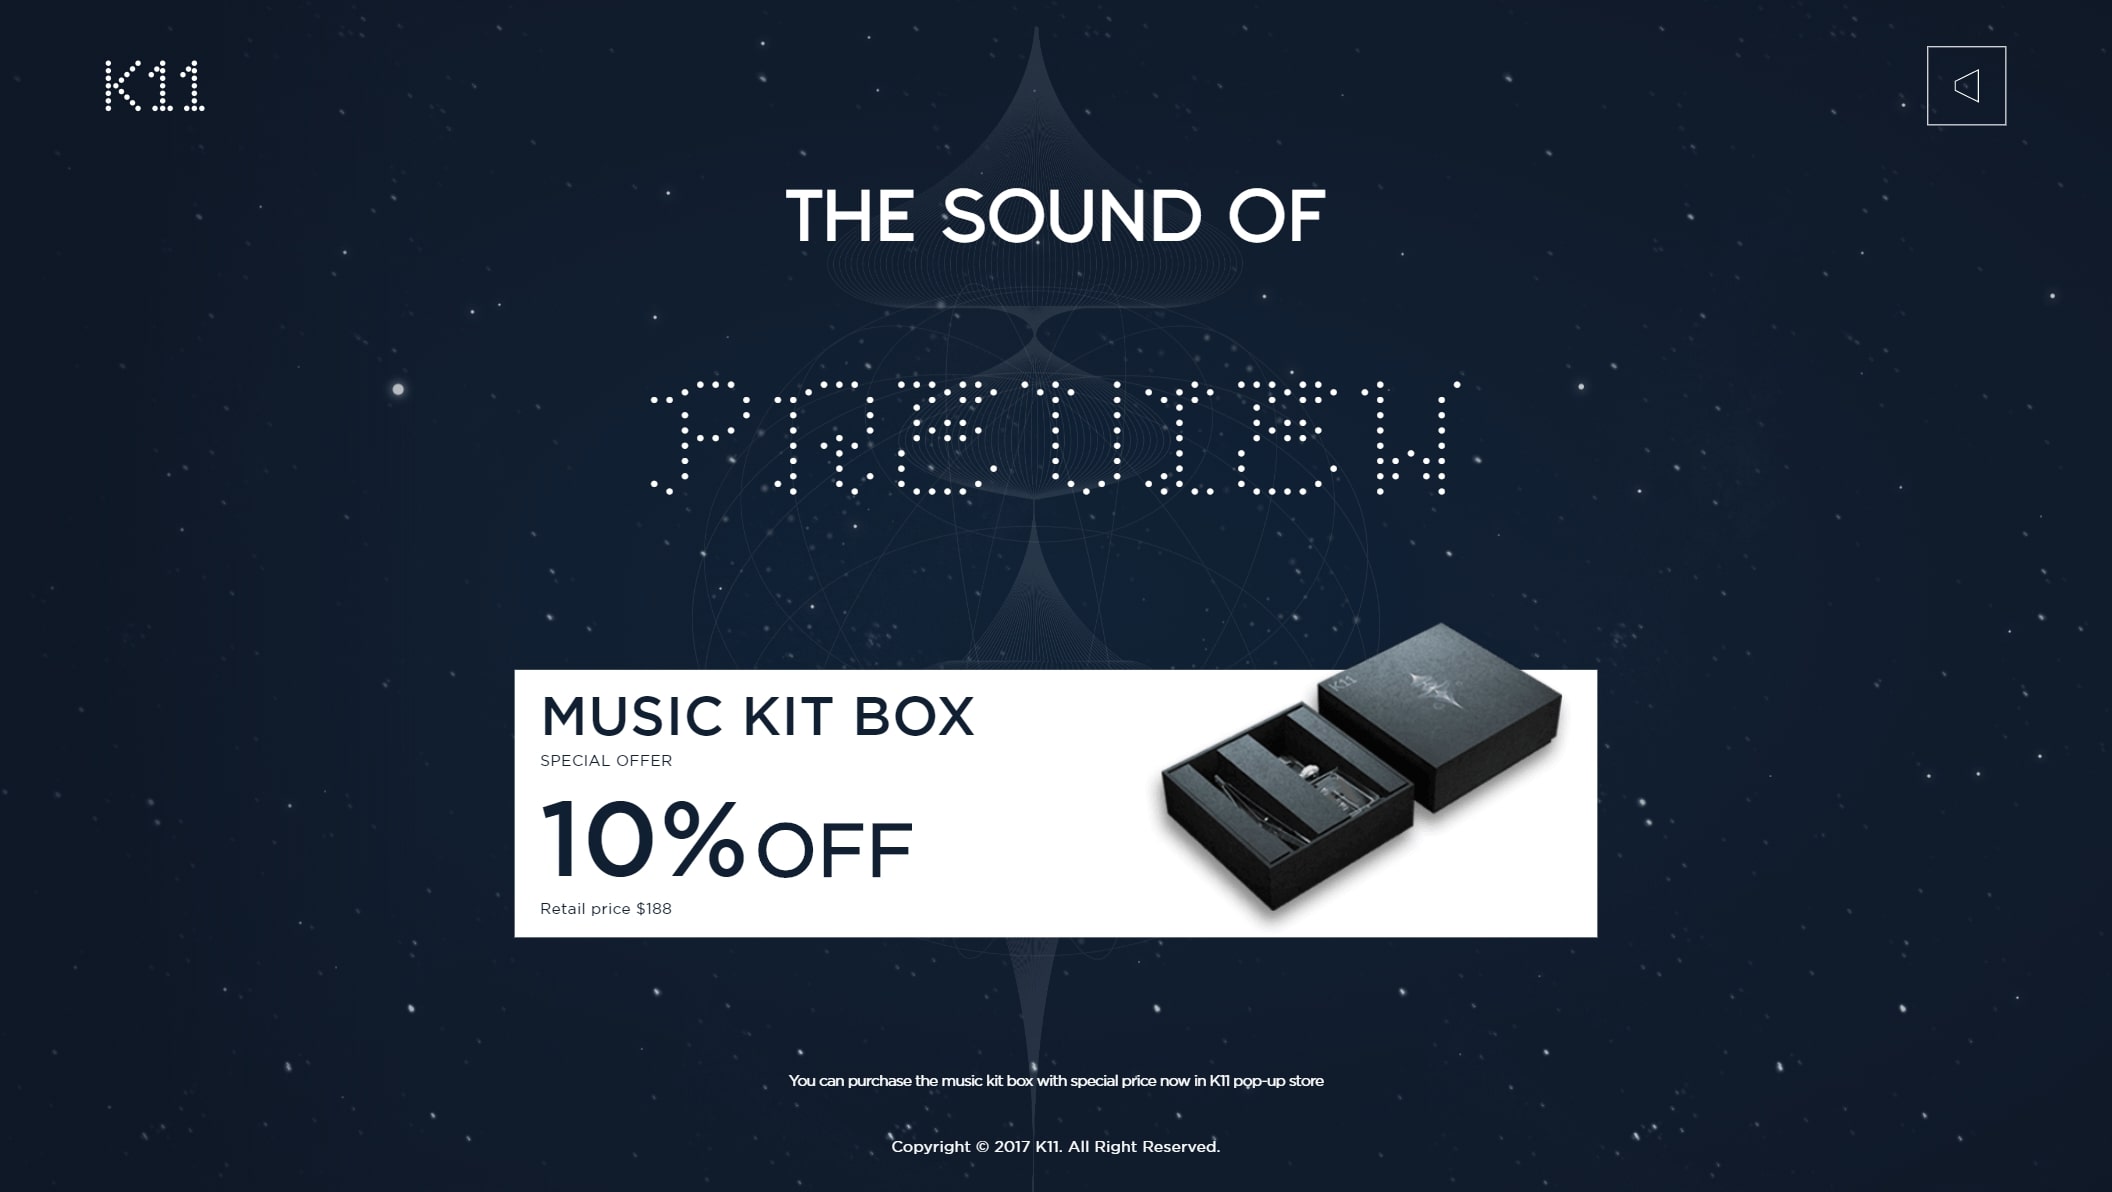 K11
THE SOUND OF
PREVIEW
MUSIC KIT BOX
SPECIAL OFFER
10% OFF
Retail price $188
K11
You can purchase the music kit box with special price now in K11 pop-up store
Copyright © 2017 K11. All Right Reserved.